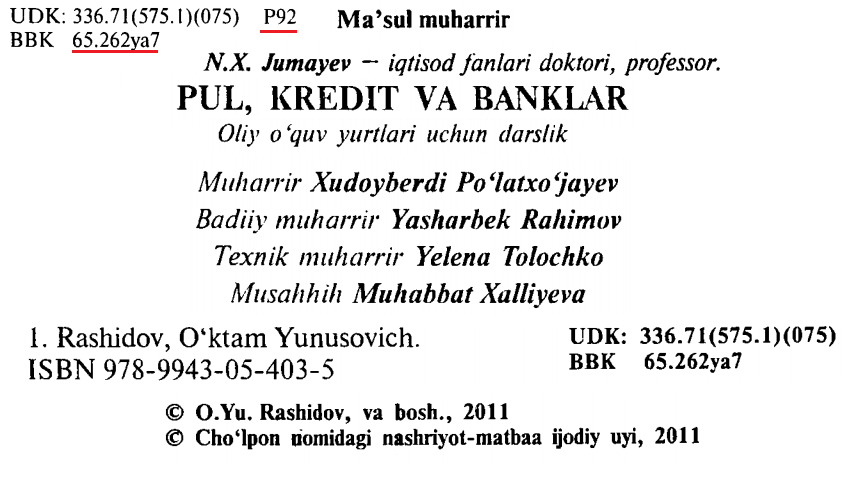 UDK: 336.71(575.1)(075) P92
BBK 65.262ya7
Ma’sul muharrir
N.X. Jumayev — iqtisod fanlari doktori, professor.
PUL, KREDIT VA BANKLAR
Oliy o‘quv yurtlari uchun darslik
Muharrir Xudoyberdi Po‘latxo‘jayev
Badiiy muharrir Yasharbek Rahimov
Texnik muharrir Yelena Tolochko
Musahhih Muhabbat Xalliyeva
1. Rashidov, O‘ktam Yunusovich.
ISBN 978-9943-05-403-5
UDK: 336.71(575.1)(075)
BBK 65.262ya7
© O.Yu. Rashidov, va bosh., 2011
© Cho‘lpon nomidagi nashriyot-matbaa ijodiy uyi, 2011